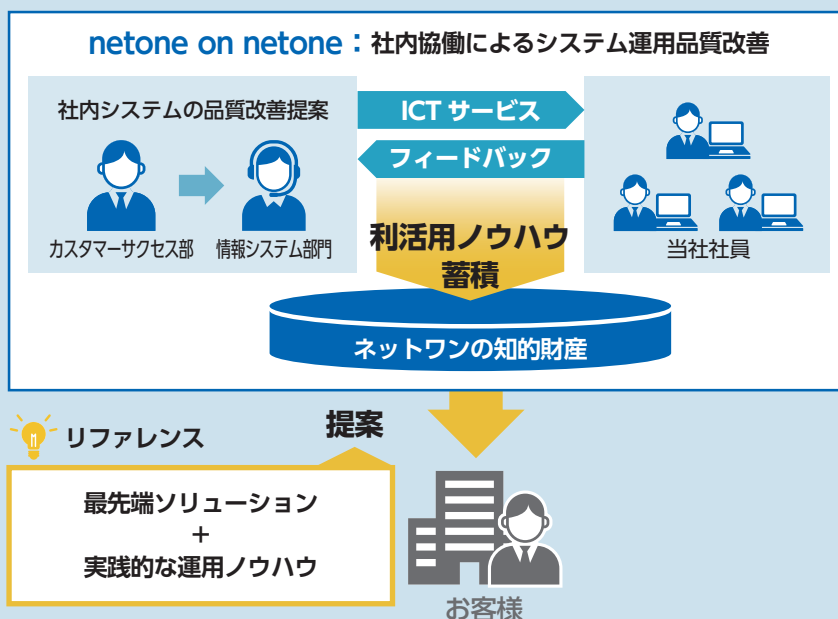 netone on netone：社内協働によるシステム運用品質改善
社内システムの品質改善提案
ICT サービス
フィードバック
カスタマーサクセス部
情報システム部門
利活用ノウハウ
蓄積
当社社員
ネットワンの知的財産
リファレンス
提案
最先端ソリューション
+
実践的な運用ノウハウ
お客様